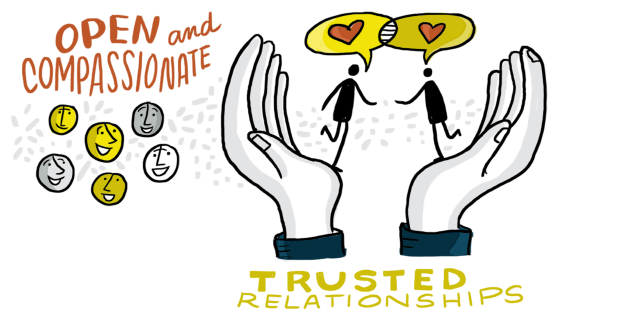 OPEN and
COMPASSIONATE
TRUSTED
RELATIONSHIPS